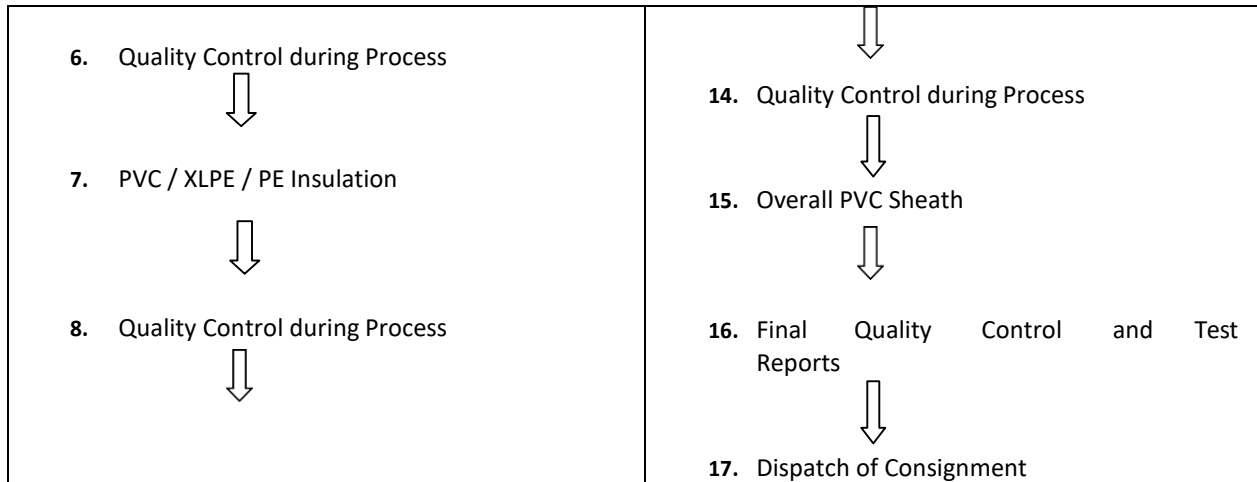 6. Quality Control during Process
7. PVC / XLPE / PE Insulation
8. Quality Control during Process
14. Quality Control during Process
15. Overall PVC Sheath
16. Final Quality Control and Test
Reports
17. Dispatch of Consignment